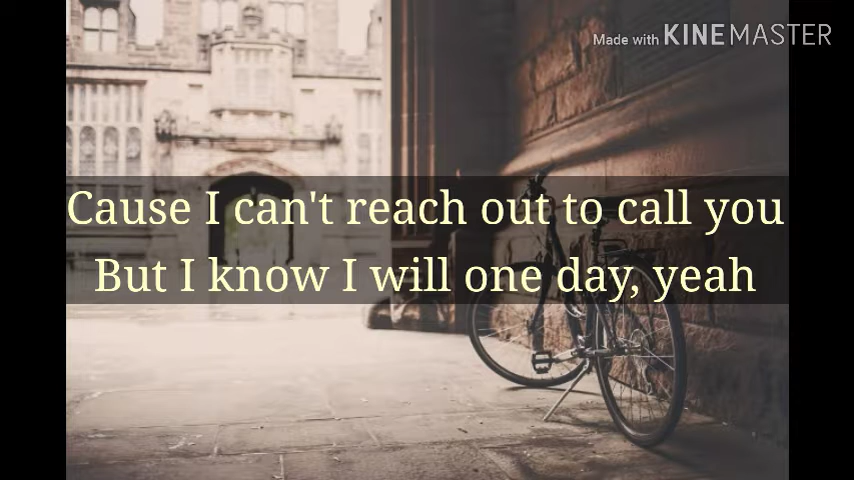 Made with KINEMASTER
Cause I can't reach out to call you
But I know I will one day, yeah